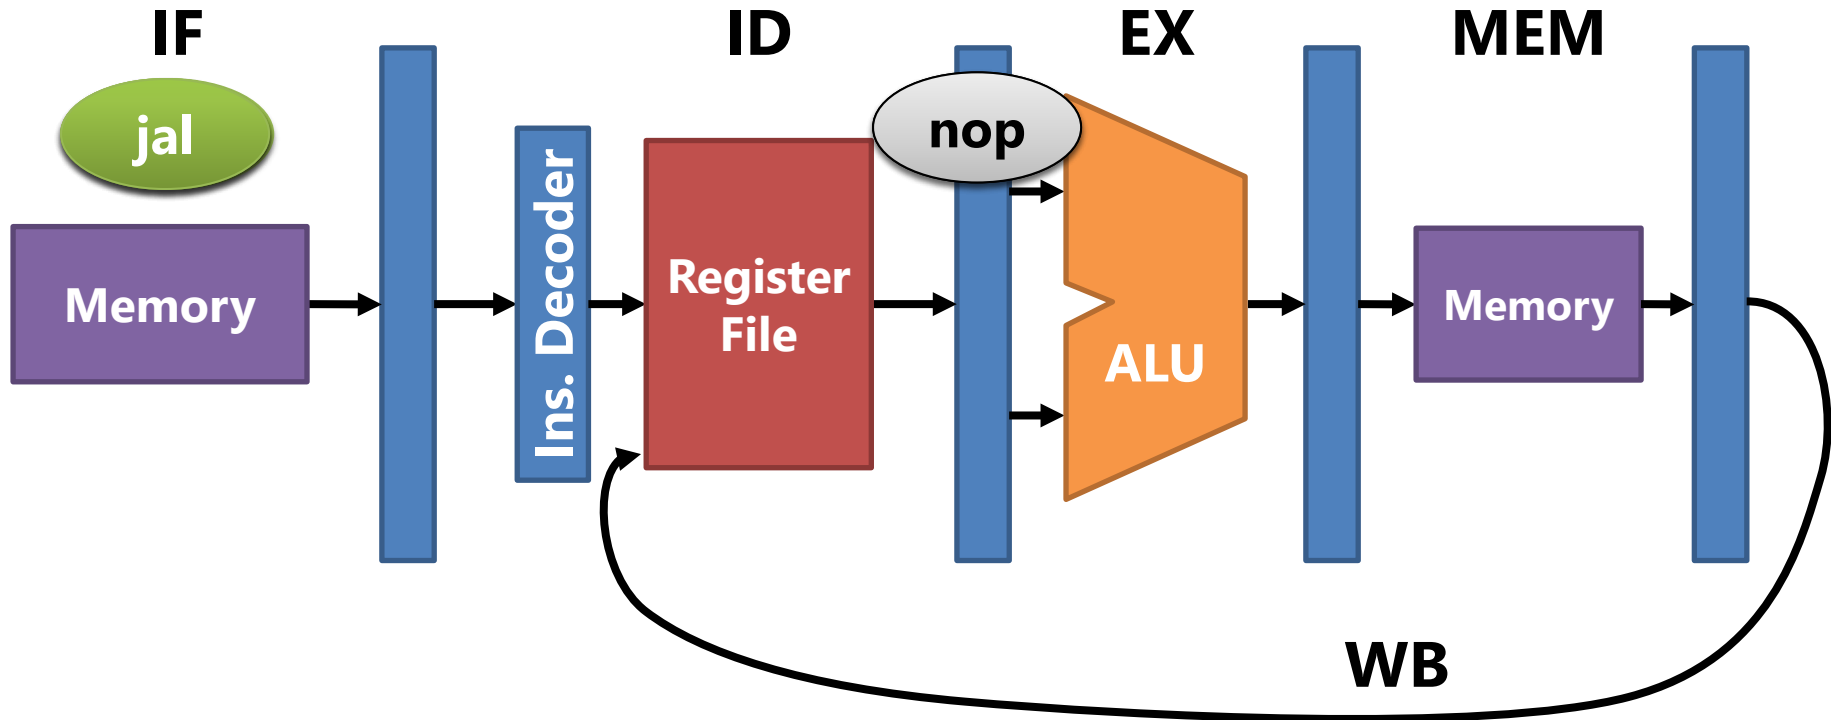 IF
ID
EX
MEM
jal
nop
Memory
Ins. Decoder
Register
File
ALU
Memory
WB